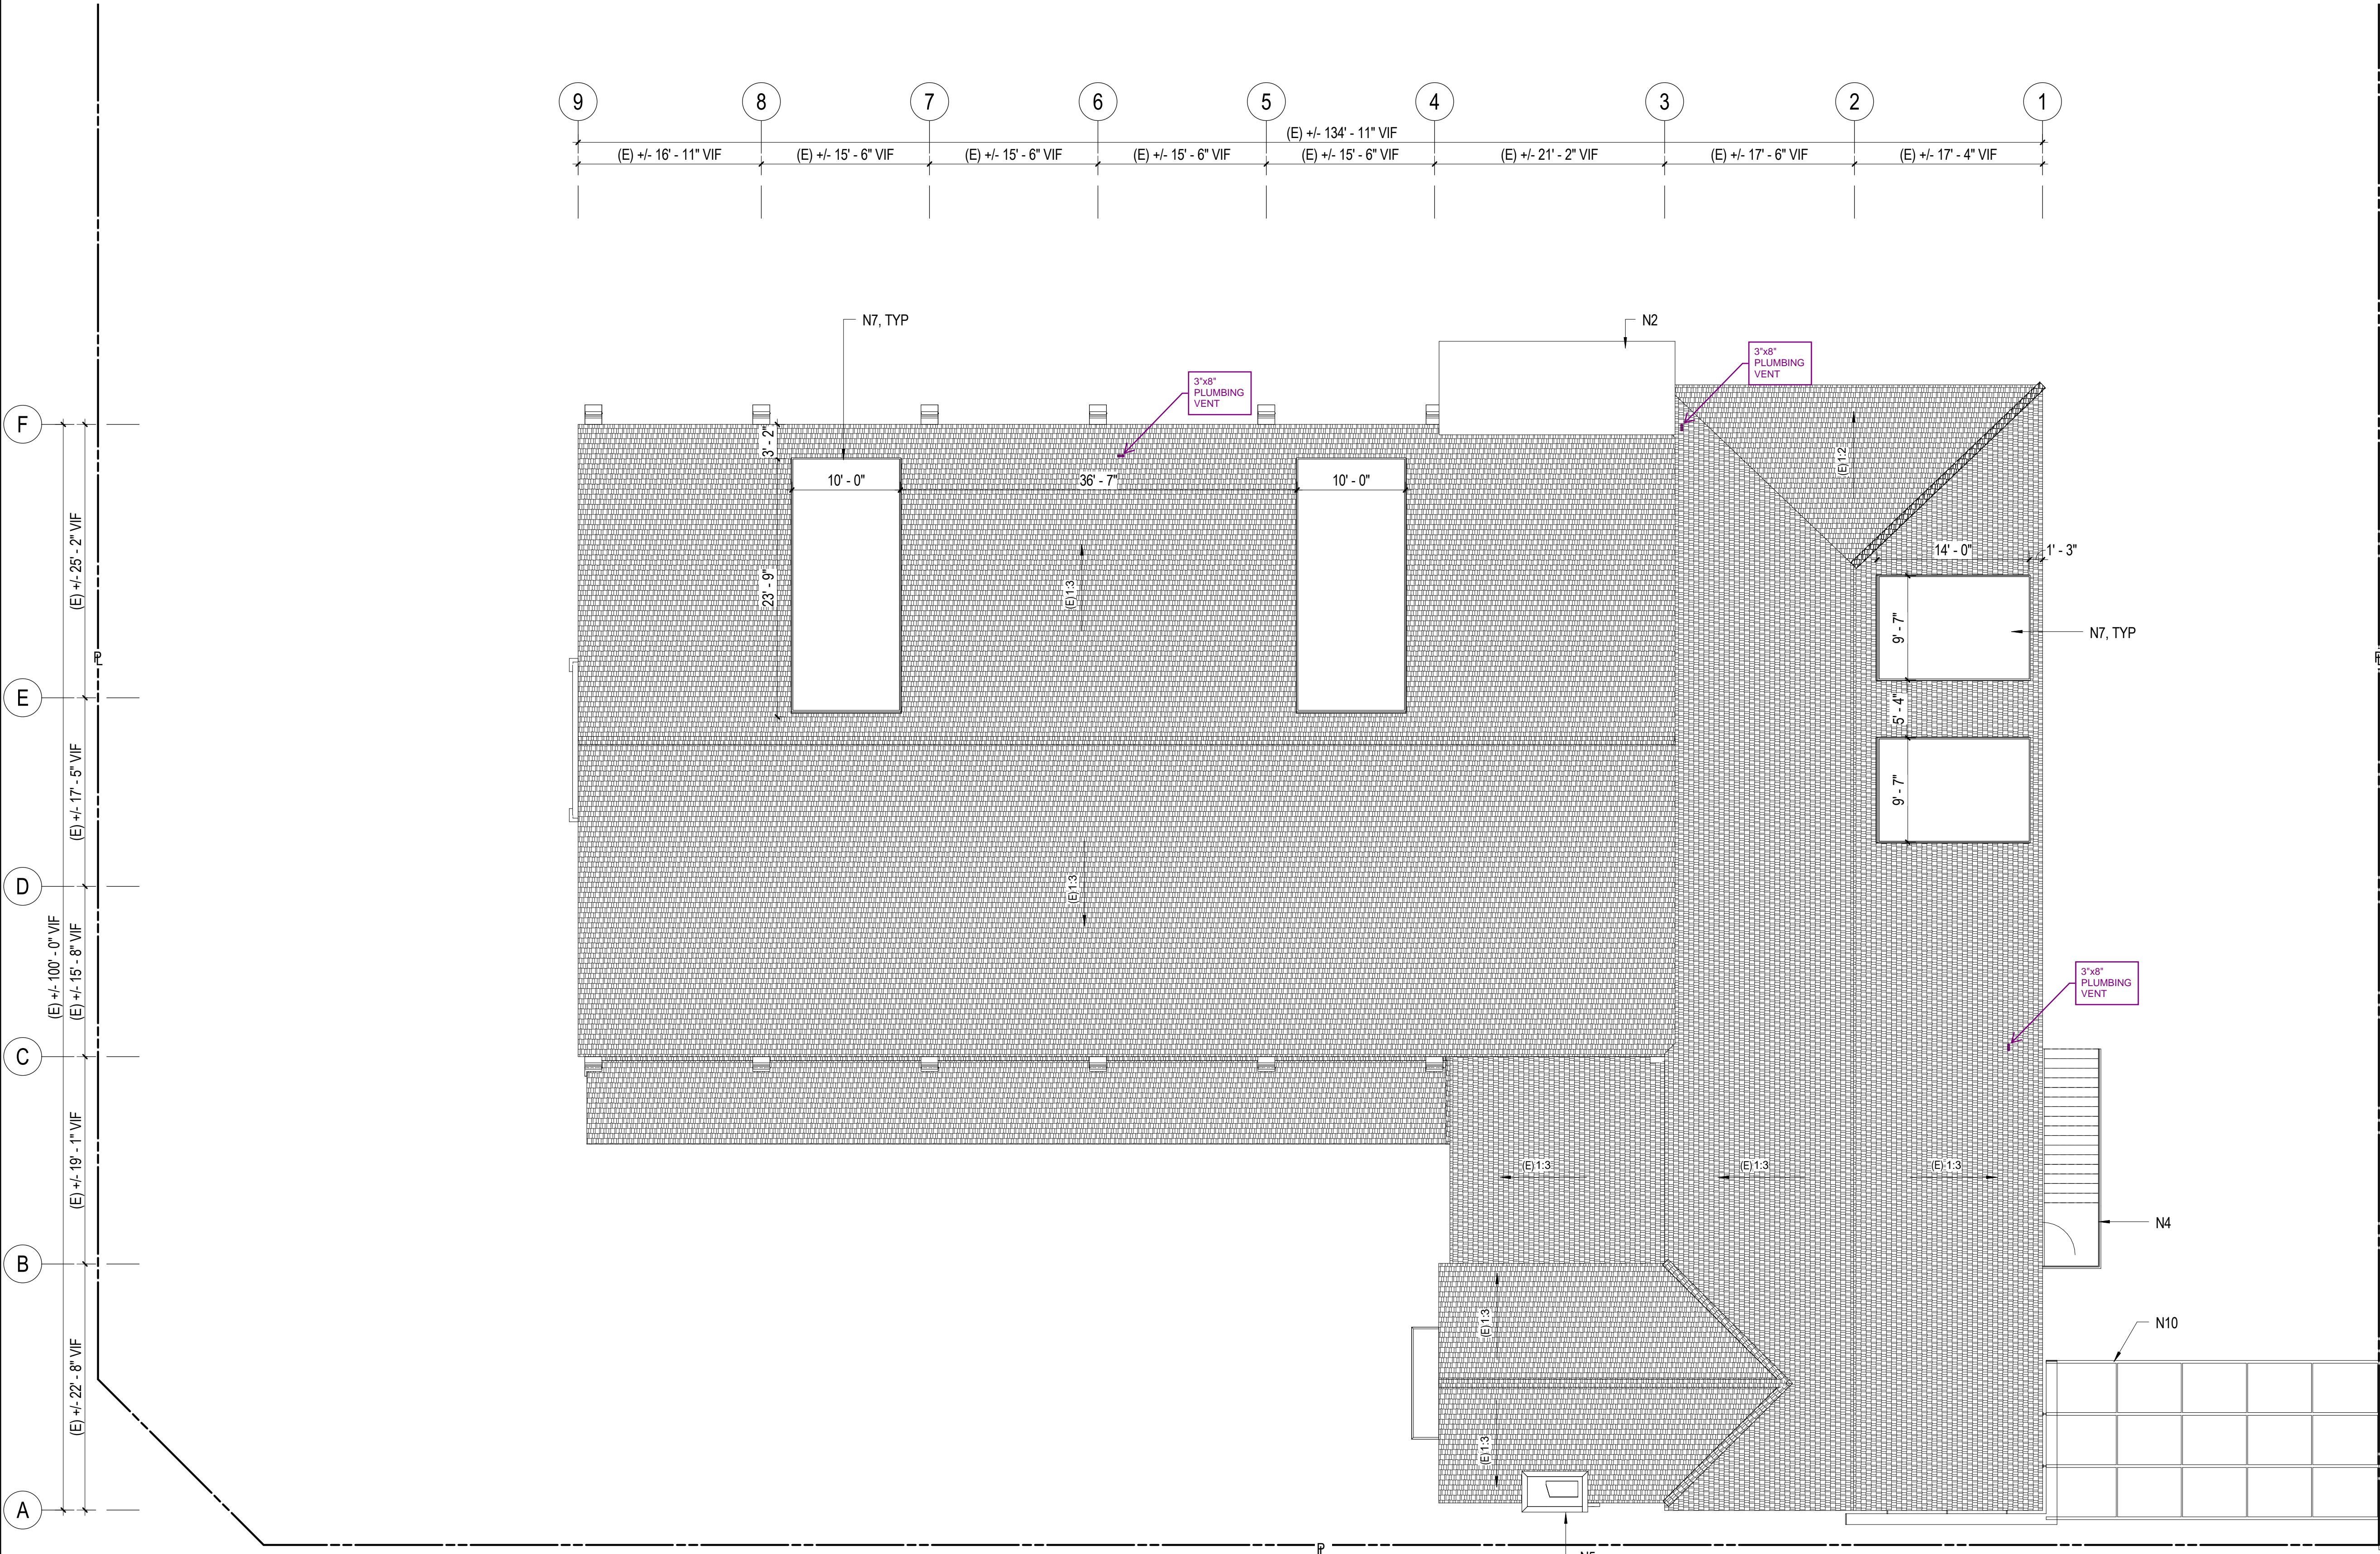 9
8
7
6
5
4
3
2
1
(E) +/- 134' - 11" VIF
(E) +/- 16' - 11" VIF
(E) +/- 15' - 6" VIF
(E) +/- 15' - 6" VIF
(E) +/- 15' - 6" VIF
(E) +/- 15' - 6" VIF
(E) +/- 21' - 2" VIF
(E) +/- 17' - 6" VIF
(E) +/- 17' - 4" VIF
N7, TYP
N2
3"x8"
PLUMBING
VENT
3"x8"
PLUMBING
VENT
F
3' - 2"
10' - 0"
36' - 7"
10' - 0"
(E) 1:2
(E) +/- 25' - 2" VIF
14' - 0"
1' - 3"
23' - 9"
(E) 1:3
9' - 7"
N7, TYP
PL
E
5' - 4"
(E) +/- 17' - 5" VIF
9' - 7"
D
(E) 1:3
(E) +/- 100' - 0" VIF
(E) +/- 15' - 8" VIF
3"x8"
PLUMBING
VENT
C
(E) +/- 19' - 1" VIF
(E) 1:3
(E) 1:3
(E) 1:3
N4
B
(E) 1:3
N10
(E) +/- 22' - 8" VIF
(E) 1:3
A
PL